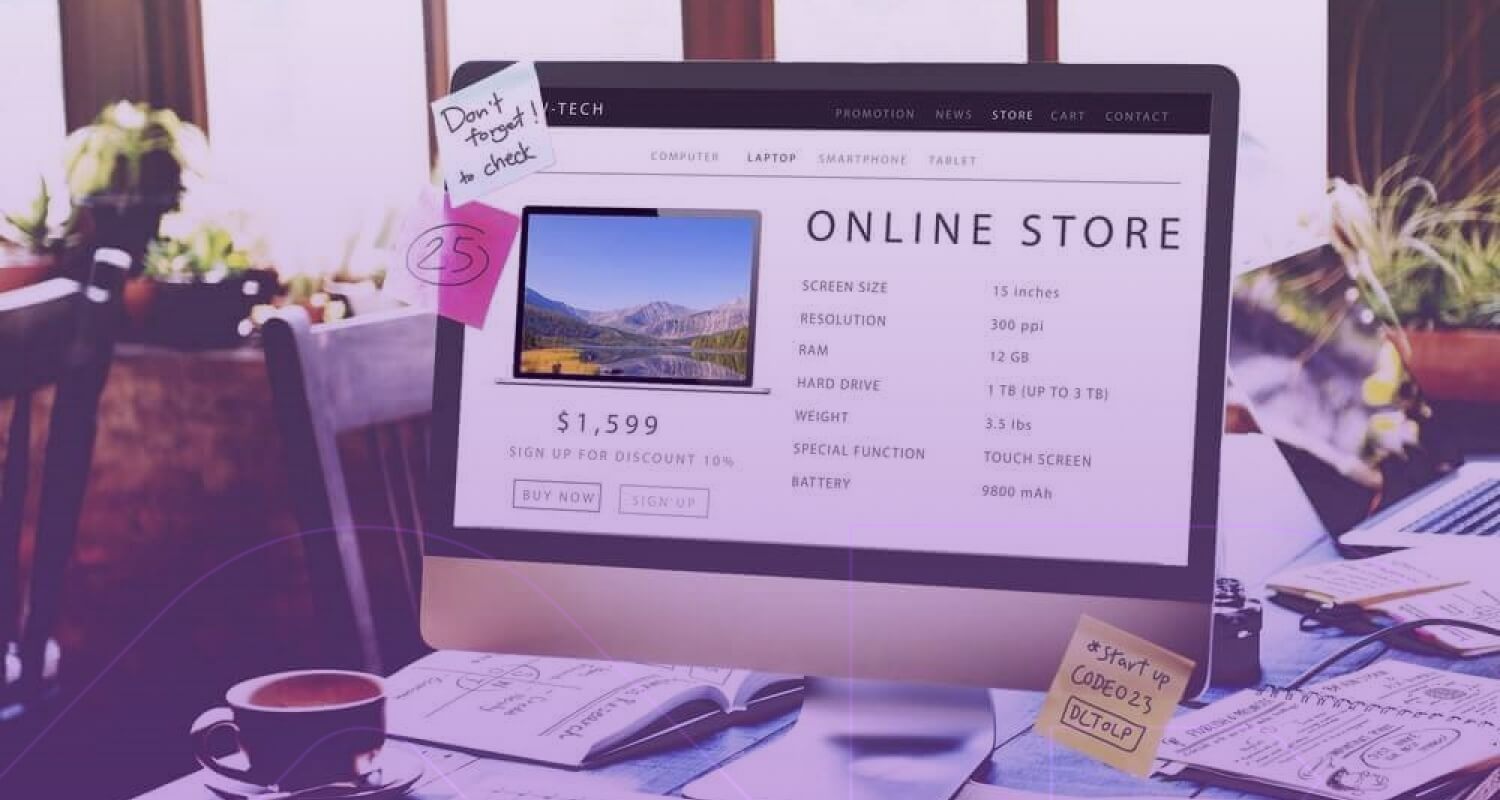 Don't
forget!
to check
25
-TECH
PROMOTION NEWS STORE CART CONTACT
COMPUTER LAPTOP SMARTPHONE TABLET
ONLINE STORE
SCREEN SIZE 15 inches
RESOLUTION 300 ppi
RAM 12 GB
HARD DRIVE 1 TB (UP TO 3 TB)
WEIGHT 3.5 lbs
SPECIAL FUNCTION TOUCH SCREEN
BATTERY 9800 mAh
$1,599
SIGN UP FOR DISCOUNT 10%
BUY NOW SIGN UP
*Start up
CODE023
DLTOLP
Research